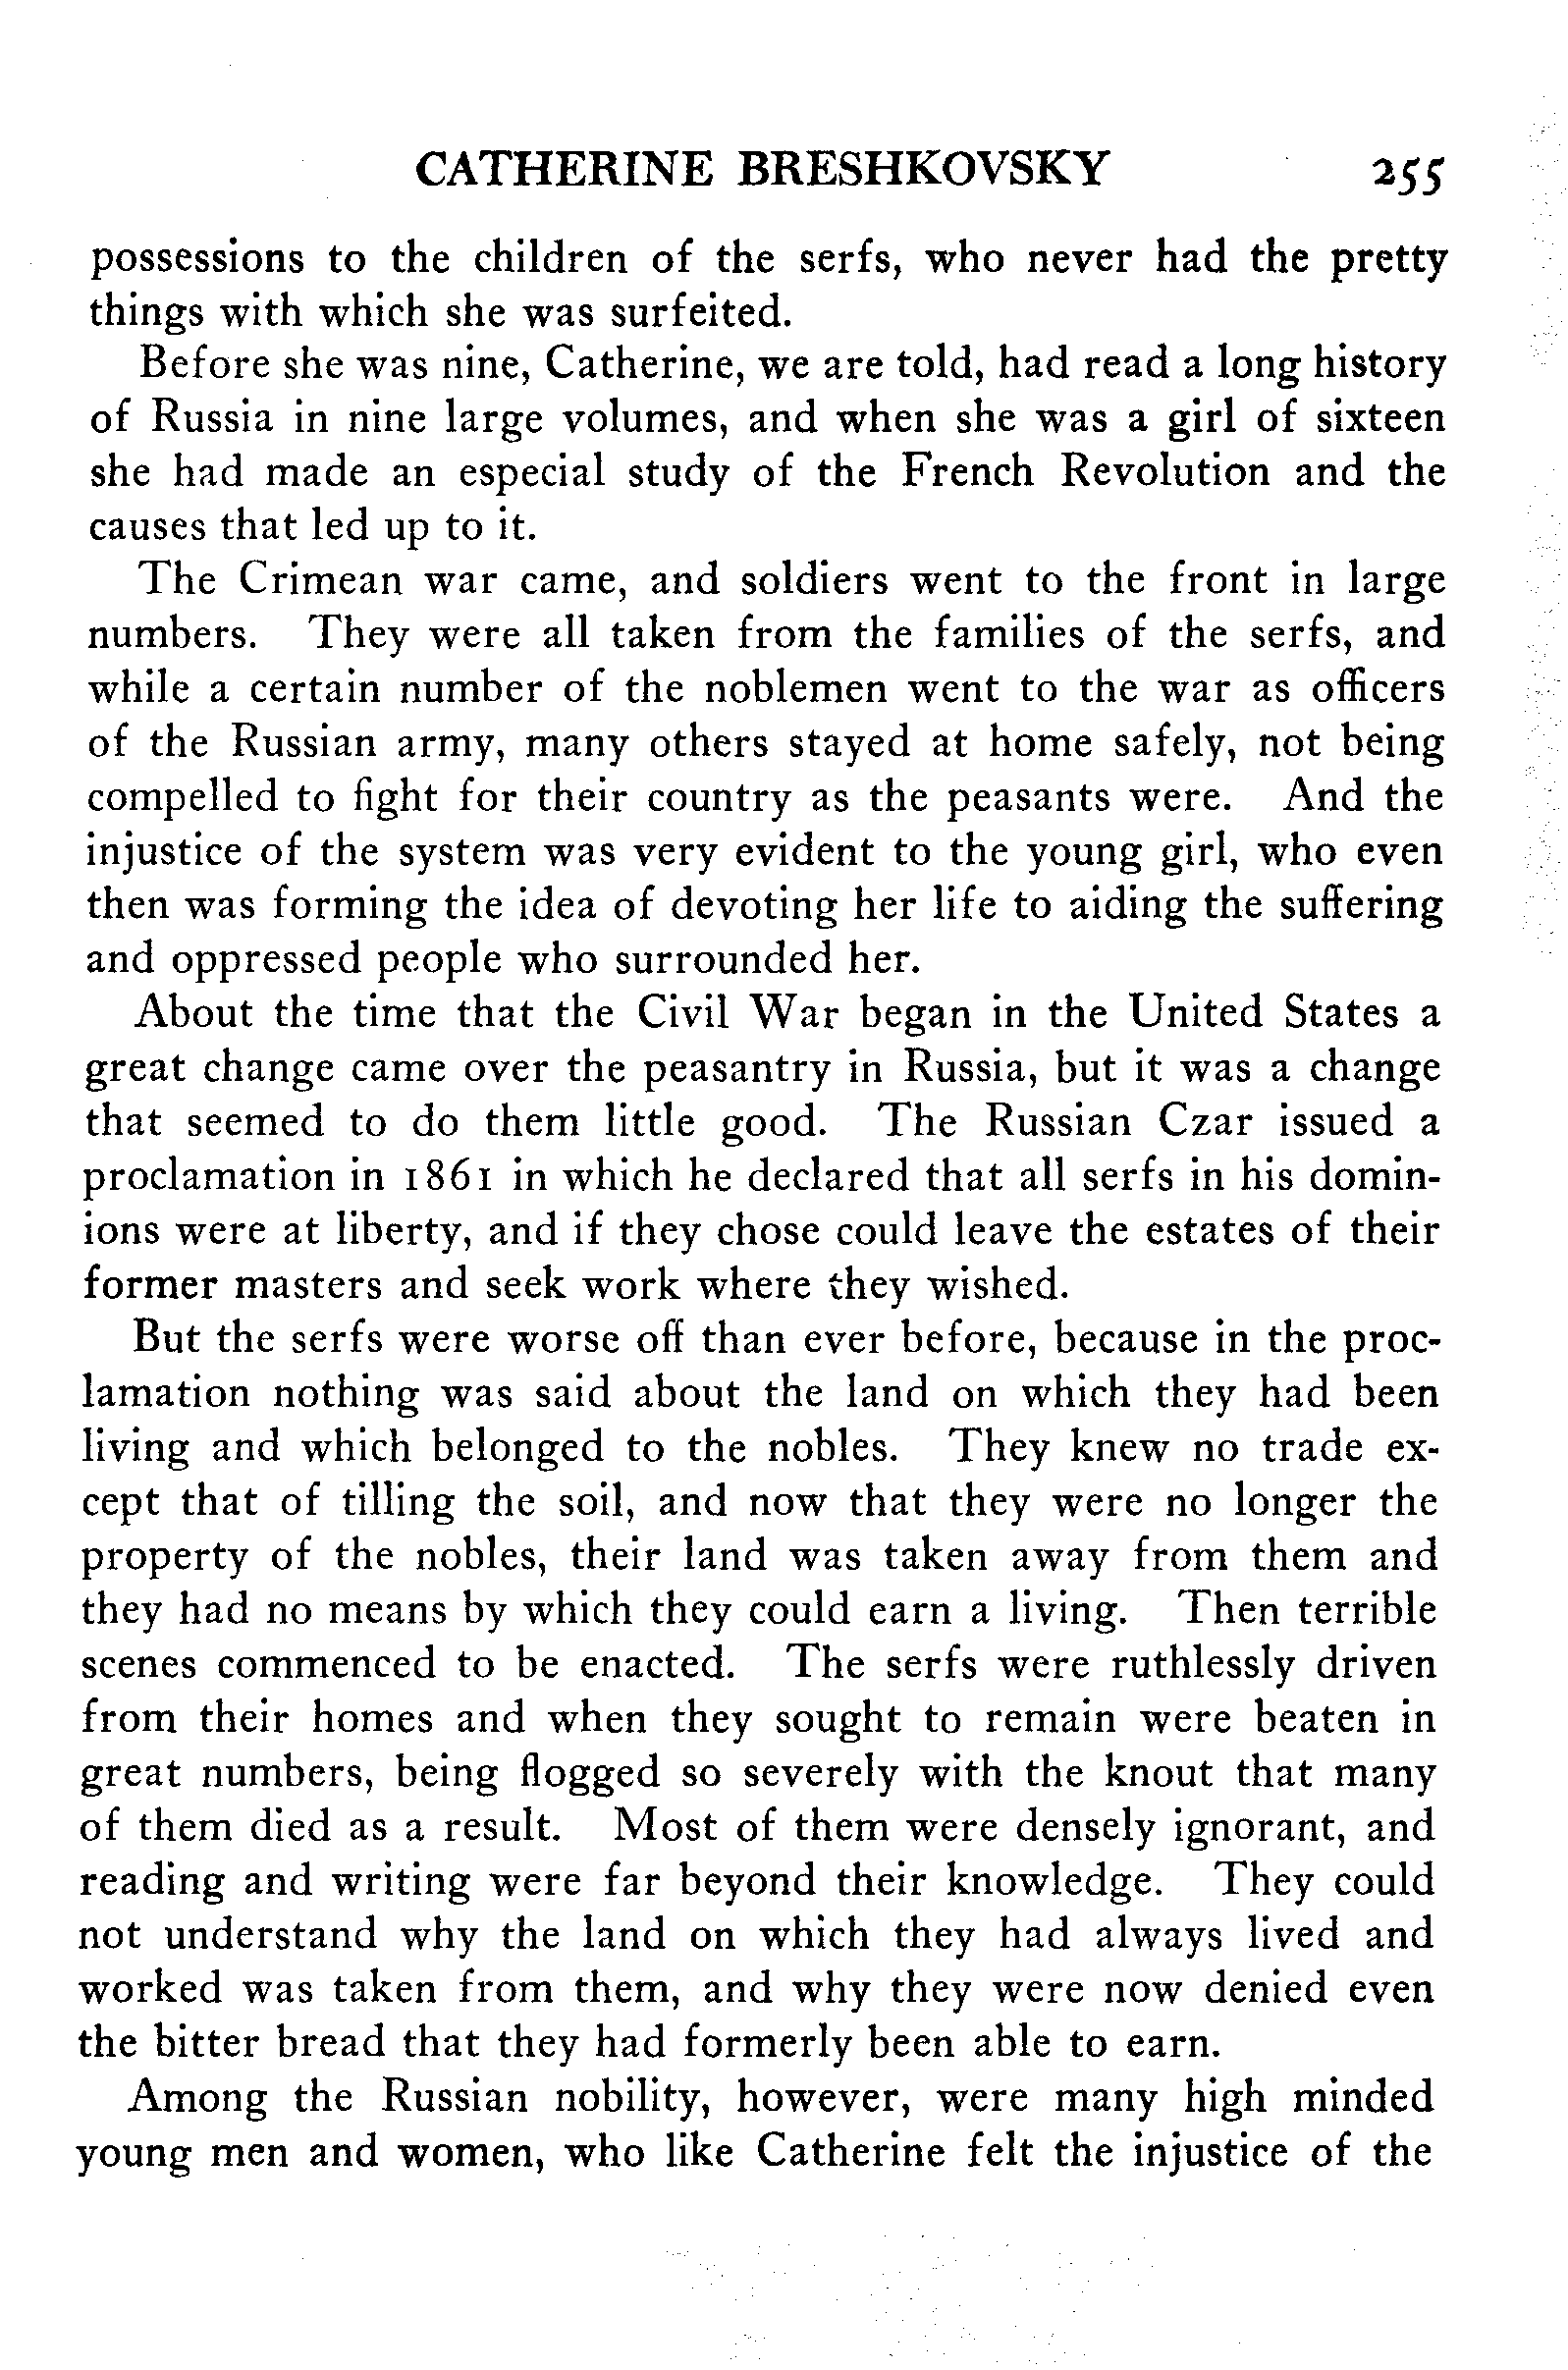 CATHERINE BRESHKOVSKY 255
possessions to the children of the serfs, who never had the pretty
things with which she was surfeited.
Before she was nine, Catherine, we are told, had read a long history
of Russia in nine large volumes, and when she was a girl of sixteen
she had made an especial study of the French Revolution and the
causes that led up to it.
The Crimean war came, and soldiers went to the front in large
numbers. They were all taken from the families of the serfs, and
while a certain number of the noblemen went to the war as officers
of the Russian army, many others stayed at home safely, not being
compelled to fight for their country as the peasants were. And the
injustice of the system was very evident to the young girl, who even
then was forming the idea of devoting her life to aiding the suffering
and oppressed people who surrounded her.
About the time that the Civil War began in the United States a
great change came over the peasantry in Russia, but it was a change
that seemed to do them little good. The Russian Czar issued a
proclamation in 1861 in which he declared that all serfs in his domin-
ions were at liberty, and if they chose could leave the estates of their
former masters and seek work where they wished.
But the serfs were worse off than ever before, because in the proc-
lamation nothing was said about the land on which they had been
living and which belonged to the nobles. They knew no trade ex-
cept that of tilling the soil, and now that they were no longer the
property of the nobles, their land was taken away from them and
they had no means by which they could earn a living. Then terrible
scenes commenced to be enacted. The serfs were ruthlessly driven
from their homes and when they sought to remain were beaten in
great numbers, being flogged so severely with the knout that many
of them died as a result. Most of them were densely ignorant, and
reading and writing were far beyond their knowledge. They could
not understand why the land on which they had always lived and
worked was taken from them, and why they were now denied even
the bitter bread that they had formerly been able to earn.
Among the Russian nobility, however, were many high minded
young men and women, who like Catherine felt the injustice of the